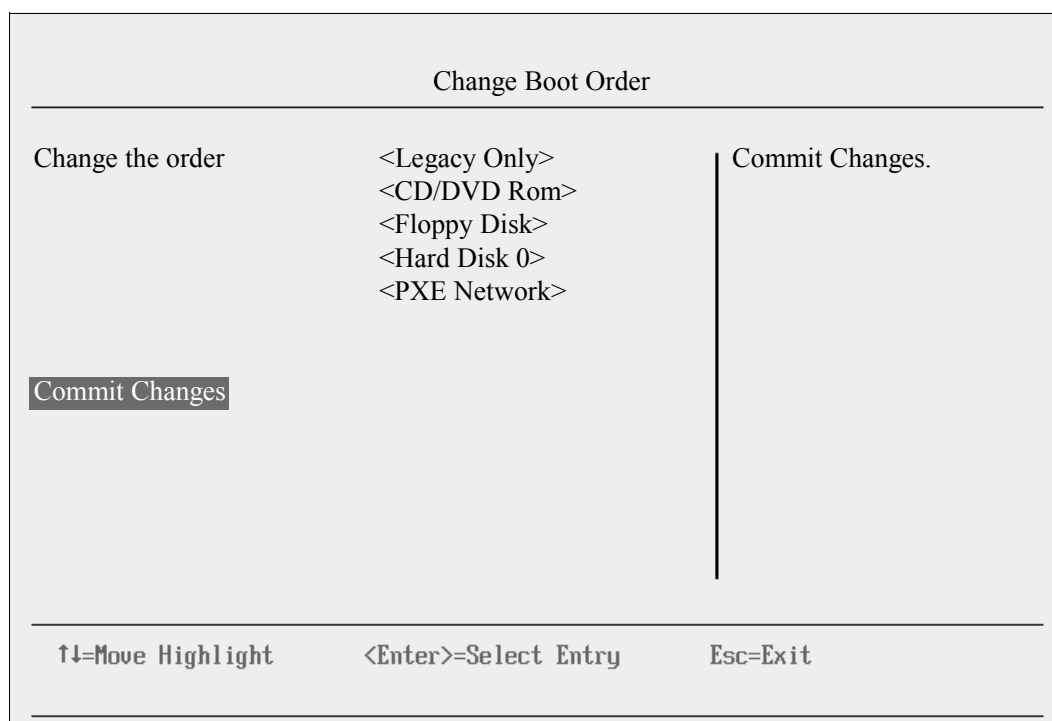 Change Boot Order
Change the order <Legacy Only> Commit Changes.
<CD/DVD Rom>
<Floppy Disk>
<Hard Disk 0>
<PXE Network>
Commit Changes
↑↓=Move Highlight <Enter>=Select Entry Esc=Exit